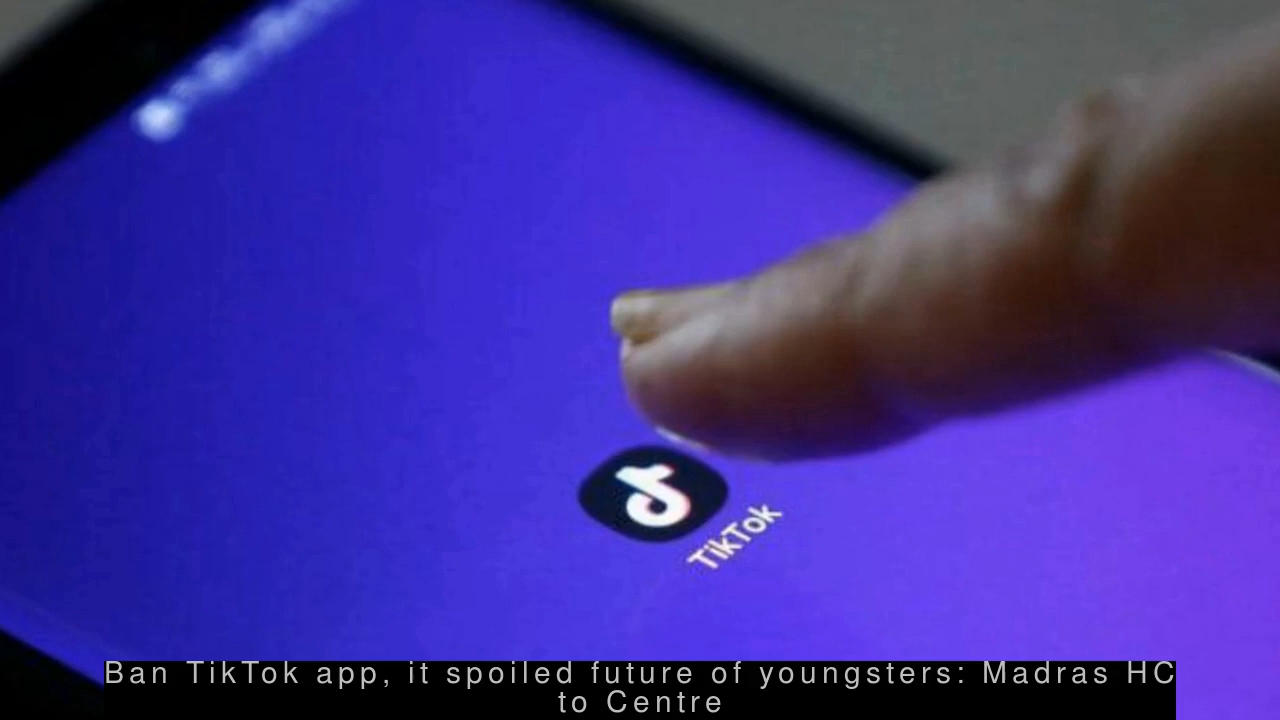 TikTok
Ban TikTok app, it spoiled future of youngsters: Madras HC
to Centre